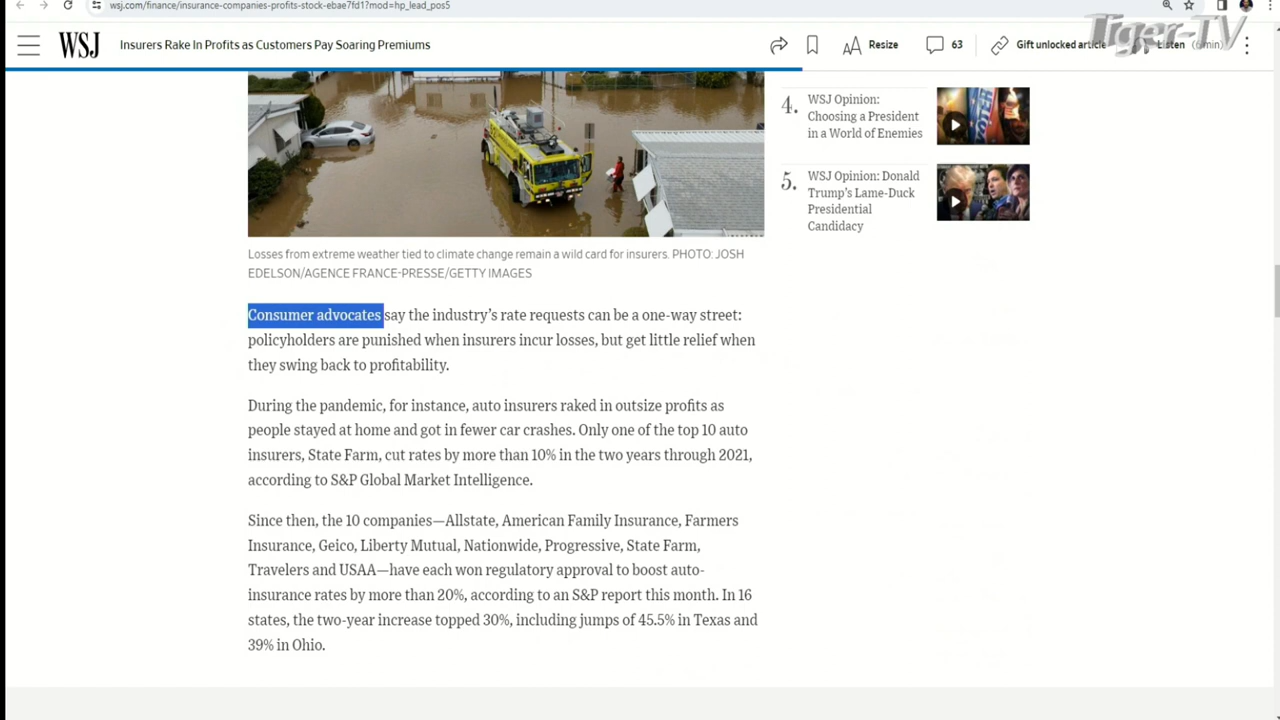 wsj.com/finance/insurance-companies-profits-stock-ebae7fd1?mod=hp_lead_pos5
Tiger-TV
WSJ
Insurers Rake In Profits as Customers Pay Soaring Premiums
Resize
63
Gift unlocked article
Listen (6 min)
4.
WSJ Opinion:
Choosing a President
in a World of Enemies
5.
WSJ Opinion: Donald
Trump's Lame-Duck
Presidential
Candidacy
Losses from extreme weather tied to climate change remain a wild card for insurers. PHOTO: JOSH
EDELSON/AGENCE FRANCE-PRESSE/GETTY IMAGES
Consumer advocates say the industry's rate requests can be a one-way street:
policyholders are punished when insurers incur losses, but get little relief when
they swing back to profitability.
During the pandemic, for instance, auto insurers raked in outsize profits as
people stayed at home and got in fewer car crashes. Only one of the top 10 auto
insurers, State Farm, cut rates by more than 10% in the two years through 2021,
according to S&P Global Market Intelligence.
Since then, the 10 companies—Allstate, American Family Insurance, Farmers
Insurance, Geico, Liberty Mutual, Nationwide, Progressive, State Farm,
Travelers and USAA—have each won regulatory approval to boost auto-
insurance rates by more than 20%, according to an S&P report this month. In 16
states, the two-year increase topped 30%, including jumps of 45.5% in Texas and
39% in Ohio.